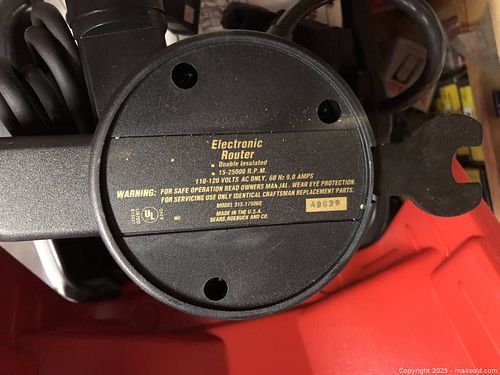 Electronic
Router
• Double Insulated
• 15-25000 R.P.M.
110-120 VOLTS AC ONLY. 60 Hz 9.0 AMPS
WARNING: FOR SAFE OPERATION READ OWNERS MANUAL. WEAR EYE PROTECTION.
FOR SERVICING USE ONLY IDENTICAL CRAFTSMAN REPLACEMENT PARTS.
MODEL 315.175060
MADE IN THE U.S.A.
SEARS, ROEBUCK AND CO.
UL
LISTED
Copyright 2025 - maxsold.com